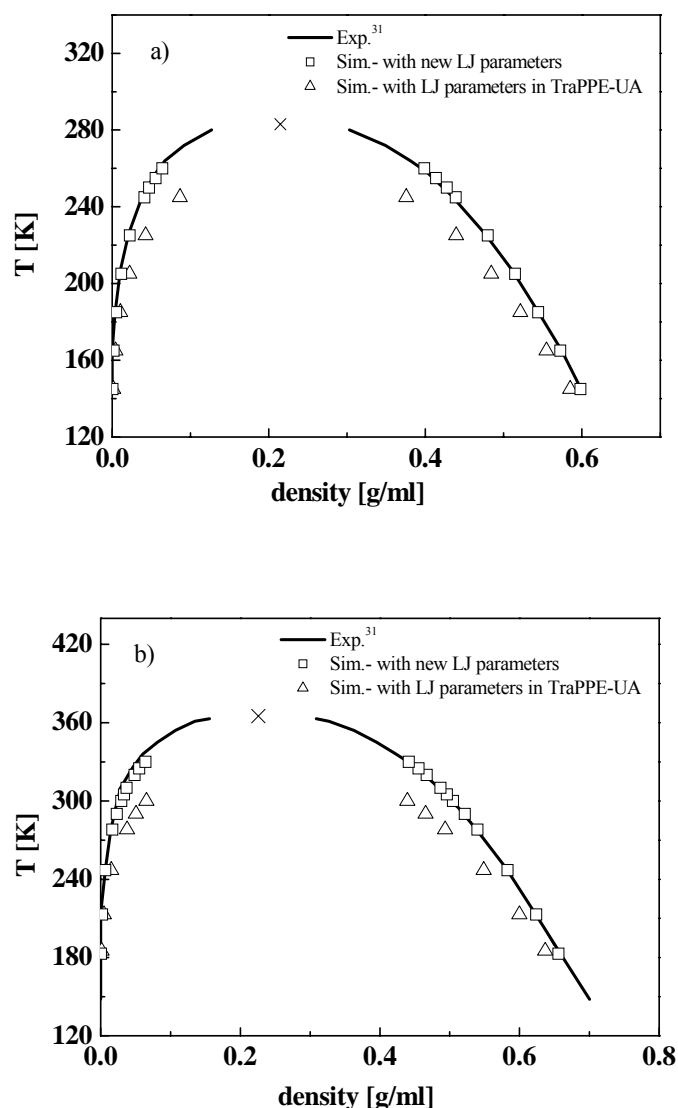 a)
Exp.31
Sim.- with new LJ parameters
Sim.- with LJ parameters in TraPPE-UA
320
280
240
200
160
120
T [K]
0.0 0.2 0.4 0.6
density [g/ml]
b)
Exp.31
Sim.- with new LJ parameters
Sim.- with LJ parameters in TraPPE-UA
420
360
300
240
180
120
T [K]
0.0 0.2 0.4 0.6 0.8
density [g/ml]